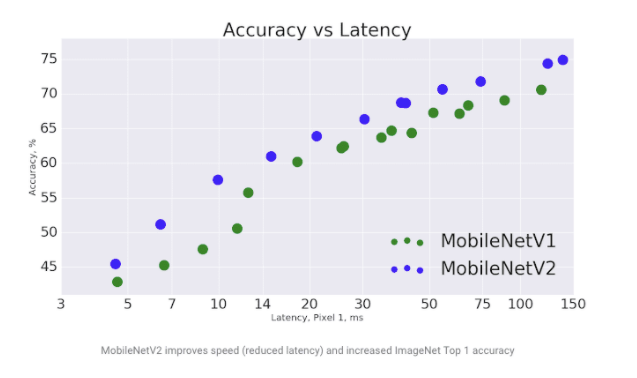 Accuracy vs Latency
Accuracy, %
75
70
65
60
55
50
45
MobileNetV1
MobileNetV2
3 5 7 10 14 20 30 50 75 100 150
Latency, Pixel 1, ms
MobileNetV2 improves speed (reduced latency) and increased ImageNet Top 1 accuracy